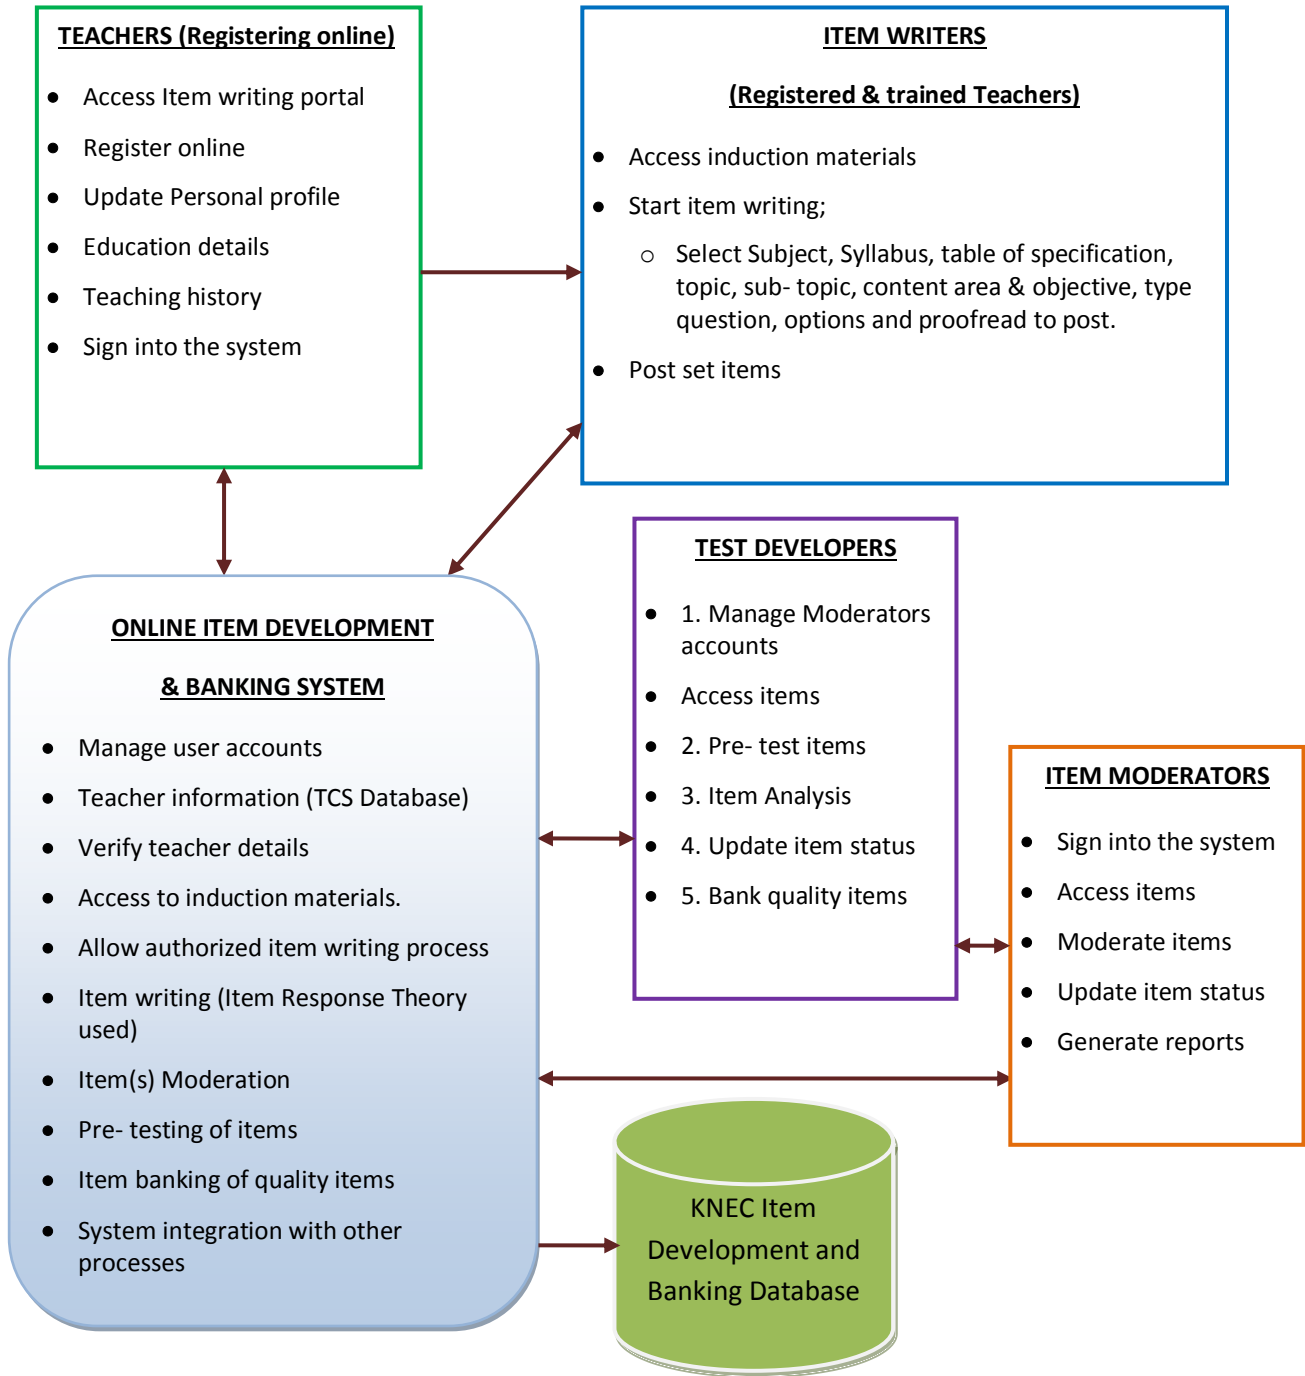 TEACHERS (Registering online)
● Access Item writing portal
● Register online
● Update Personal profile
● Education details
● Teaching history
● Sign into the system
ITEM WRITERS
(Registered & trained Teachers)
● Access induction materials
● Start item writing;
○ Select Subject, Syllabus, table of specification,
topic, sub- topic, content area & objective, type
question, options and proofread to post.
● Post set items
ONLINE ITEM DEVELOPMENT
& BANKING SYSTEM
● Manage user accounts
● Teacher information (TCS Database)
● Verify teacher details
● Access to induction materials.
● Allow authorized item writing process
● Item writing (Item Response Theory
used)
● Item(s) Moderation
● Pre- testing of items
● Item banking of quality items
● System integration with other
processes
TEST DEVELOPERS
● 1. Manage Moderators
accounts
● Access items
● 2. Pre- test items
● 3. Item Analysis
● 4. Update item status
● 5. Bank quality items
ITEM MODERATORS
● Sign into the system
● Access items
● Moderate items
● Update item status
● Generate reports
KNEC Item
Development and
Banking Database